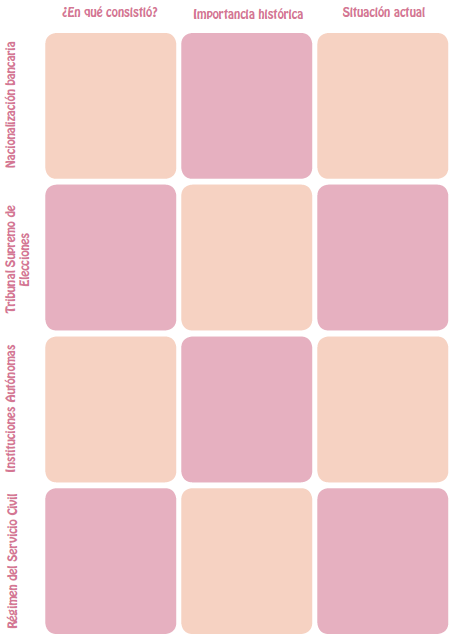 ¿En qué consistió?
Importancia histórica
Situación actual
Nacionalización bancaria
Tribunal Supremo de
Elecciones
Instituciones Autónomas
Régimen del Servicio Civil